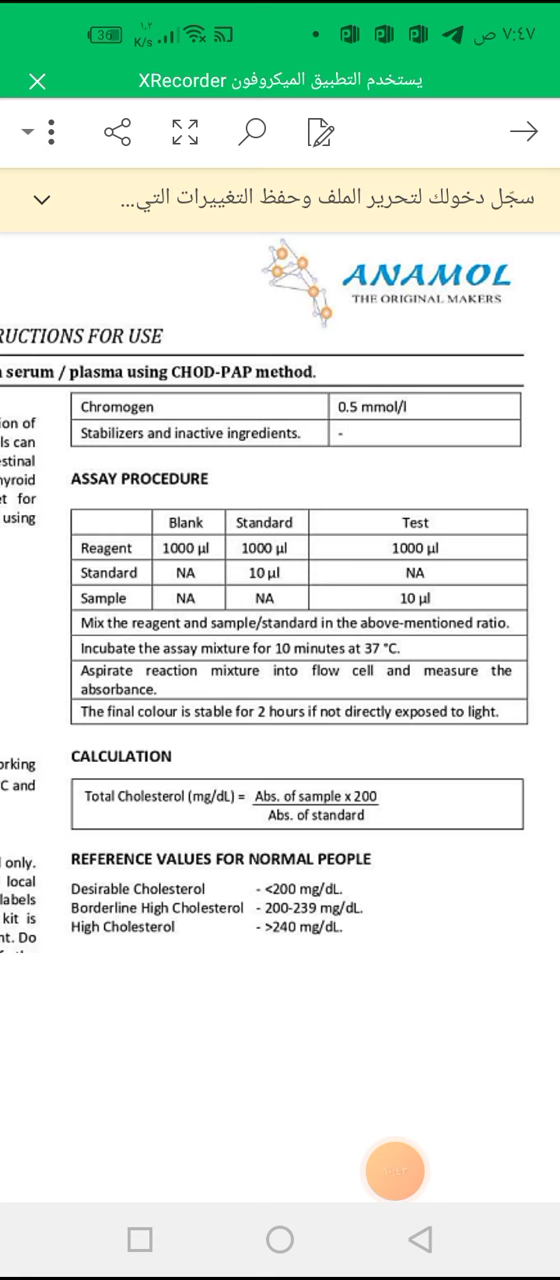 36
١,٢
K/s
٧:٤٧ ص
يستخدم التطبيق الميكروفون XRecorder
سجّل دخولك لتحرير الملف وحفظ التغييرات التي...
ANAMOL
THE ORIGINAL MAKERS
RUCTIONS FOR USE
serum / plasma using CHOD-PAP method.
ion of
ls can
estinal
hyroid
et for
using
Chromogen 0.5 mmol/l
Stabilizers and inactive ingredients. -
ASSAY PROCEDURE
Blank Standard Test
Reagent 1000 µl 1000 µl 1000 µl
Standard NA 10 µl NA
Sample NA NA 10 µl
Mix the reagent and sample/standard in the above-mentioned ratio.
Incubate the assay mixture for 10 minutes at 37 °C.
Aspirate reaction mixture into flow cell and measure the
absorbance.
The final colour is stable for 2 hours if not directly exposed to light.
orking
C and
CALCULATION
Total Cholesterol (mg/dL) = Abs. of sample x 200
Abs. of standard
only.
local
labels
kit is
nt. Do
REFERENCE VALUES FOR NORMAL PEOPLE
Desirable Cholesterol - <200 mg/dL.
Borderline High Cholesterol - 200-239 mg/dL.
High Cholesterol - >240 mg/dL.